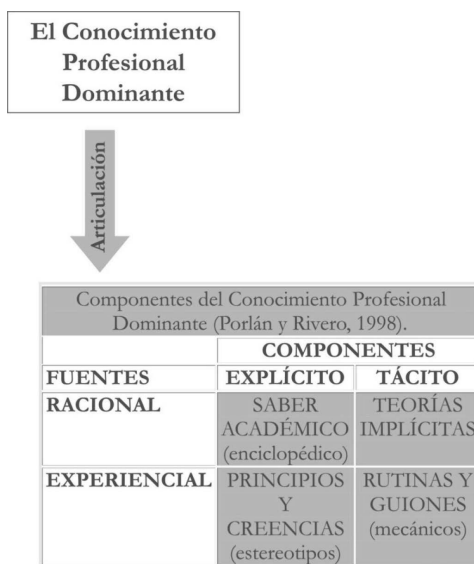 El Conocimiento
Profesional
Dominante
Articulación
Componentes del Conocimiento Profesional
Dominante (Porlán y Rivero, 1998).
COMPONENTES
FUENTES EXPLÍCITO TÁCITO
RACIONAL SABER TEORÍAS
ACADÉMICO IMPLÍCITAS
(enciclopédico)
EXPERIENCIAL PRINCIPIOS RUTINAS Y
Y GUIONES
CREENCIAS (mecánicos)
(estereotipos)